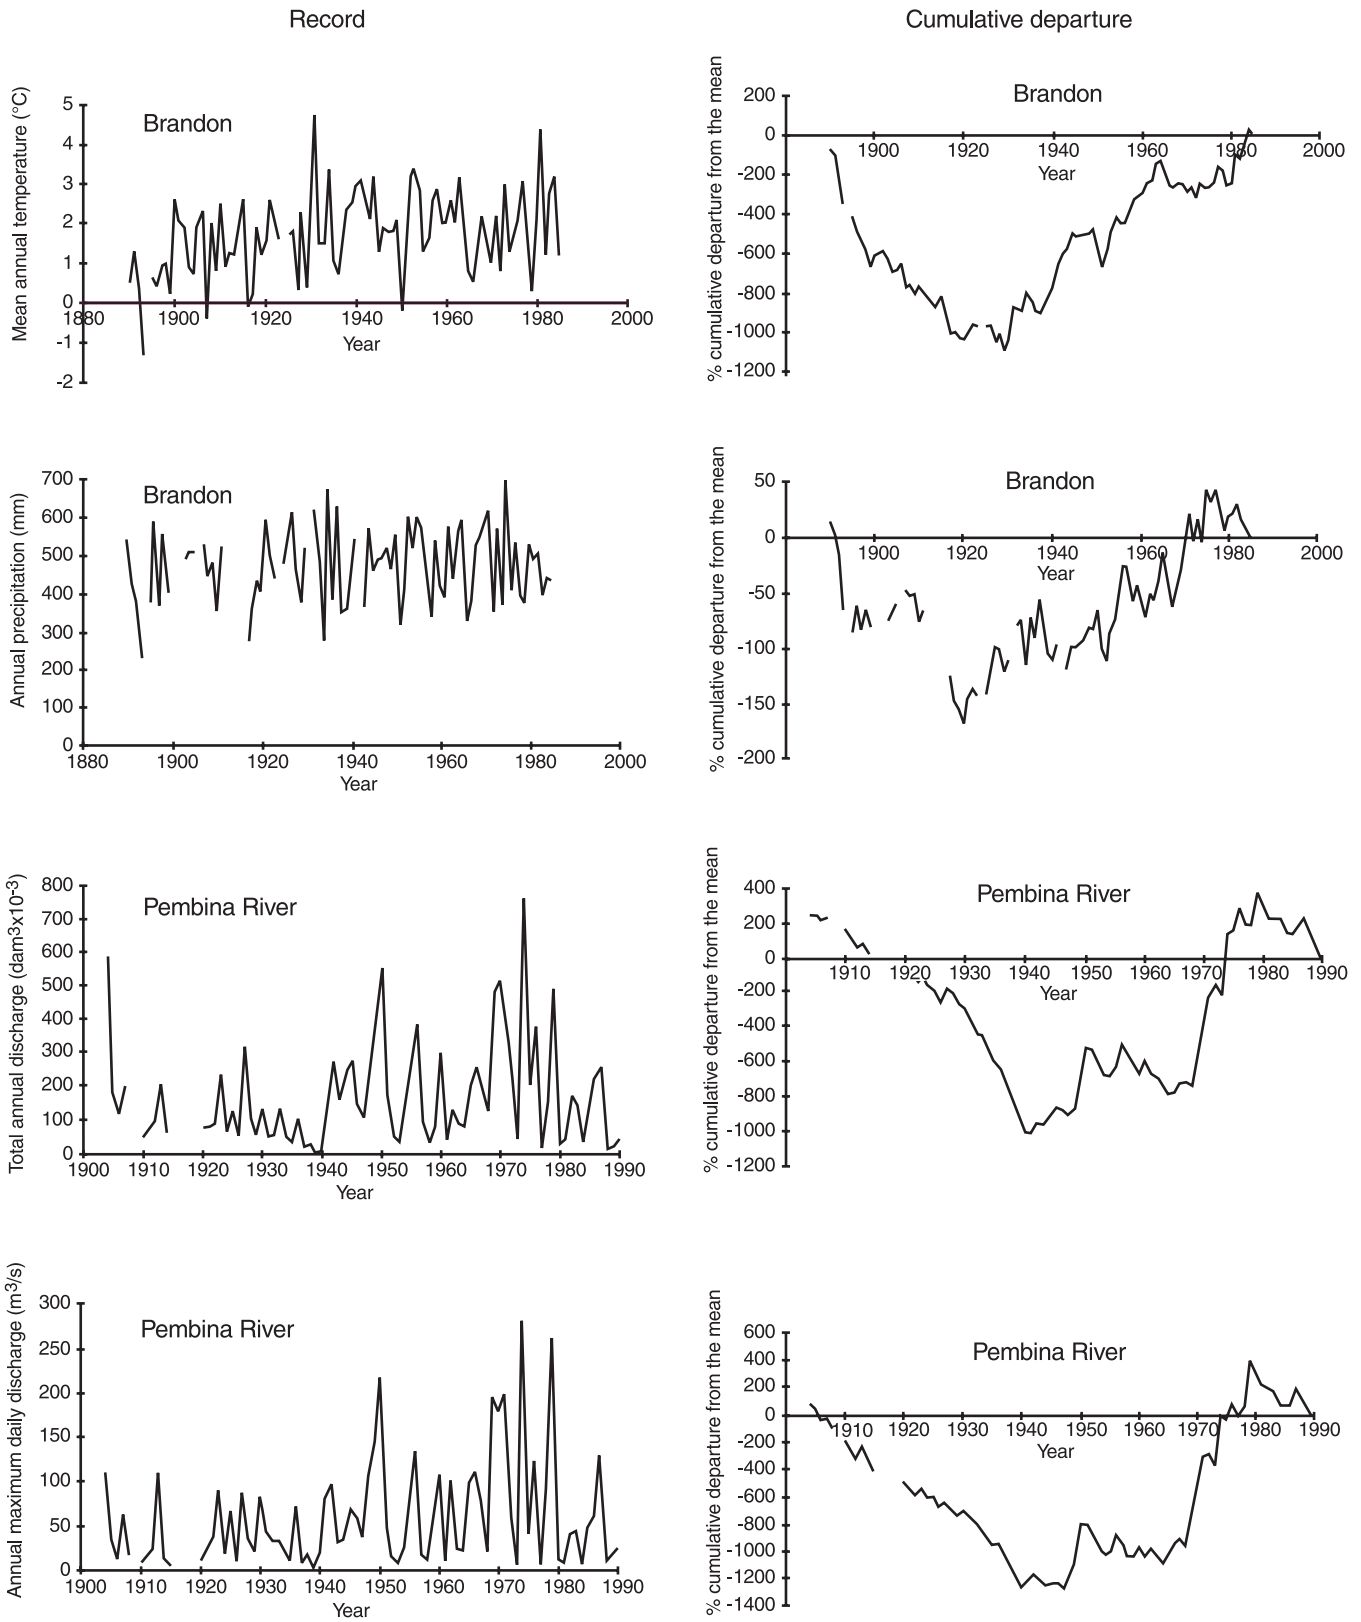 Record
Cumulative departure
Mean annual temperature (°C)
Brandon
5
4
3
2
1
0
-1
-2
1880 1900 1920 1940 1960 1980 2000
Year
% cumulative departure from the mean
Brandon
200
0
-200
-400
-600
-800
-1000
-1200
1900 1920 1940 1960 1980 2000
Year
Annual precipitation (mm)
Brandon
700
600
500
400
300
200
100
0
1880 1900 1920 1940 1960 1980 2000
Year
% cumulative departure from the mean
Brandon
50
0
-50
-100
-150
-200
1900 1920 1940 1960 1980 2000
Year
Total annual discharge (dam3x10-3)
Pembina River
800
700
600
500
400
300
200
100
0
1900 1910 1920 1930 1940 1950 1960 1970 1980 1990
Year
% cumulative departure from the mean
Pembina River
400
200
0
-200
-400
-600
-800
-1000
-1200
1910 1920 1930 1940 1950 1960 1970 1980 1990
Year
Annual maximum daily discharge (m3/s)
Pembina River
300
250
200
150
100
50
0
1900 1910 1920 1930 1940 1950 1960 1970 1980 1990
Year
% cumulative departure from the mean
Pembina River
600
400
200
0
-200
-400
-600
-800
-1000
-1200
-1400
1910 1920 1930 1940 1950 1960 1970 1980 1990
Year